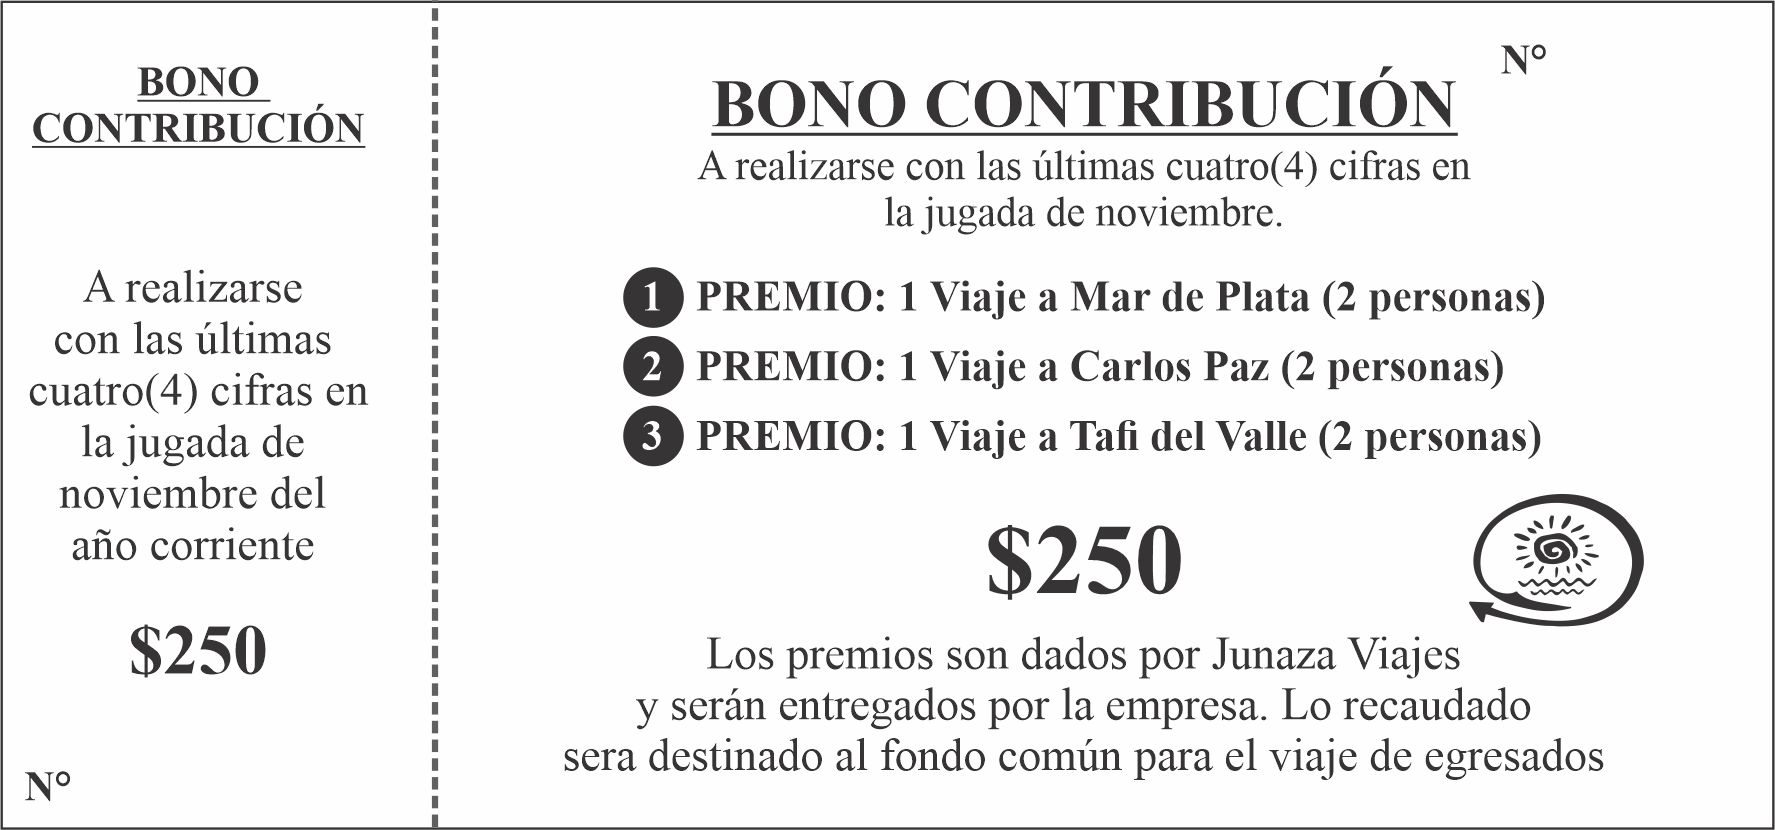 BONO
CONTRIBUCIÓN
A realizarse
con las últimas
cuatro(4) cifras en
la jugada de
noviembre del
año corriente
$250
N°
N°
BONO CONTRIBUCIÓN
A realizarse con las últimas cuatro(4) cifras en
la jugada de noviembre.
1 PREMIO: 1 Viaje a Mar de Plata (2 personas)
2 PREMIO: 1 Viaje a Carlos Paz (2 personas)
3 PREMIO: 1 Viaje a Tafi del Valle (2 personas)
$250
Los premios son dados por Junaza Viajes
y serán entregados por la empresa. Lo recaudado
sera destinado al fondo común para el viaje de egresados